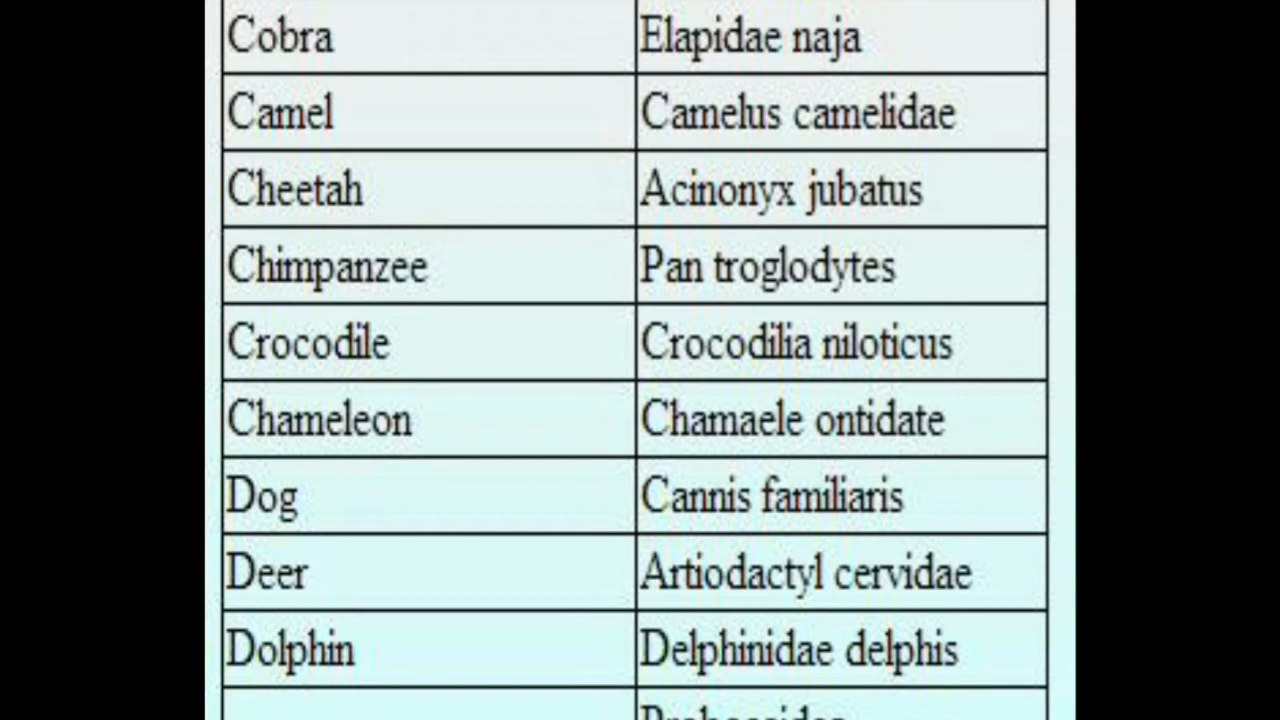 Cobra Elapidae naja
Camel Camelus camelidae
Cheetah Acinonyx jubatus
Chimpanzee Pan troglodytes
Crocodile Crocodilia niloticus
Chameleon Chamaele ontidate
Dog Cannis familiaris
Deer Artiodactyl cervidae
Dolphin Delphinidae delphis